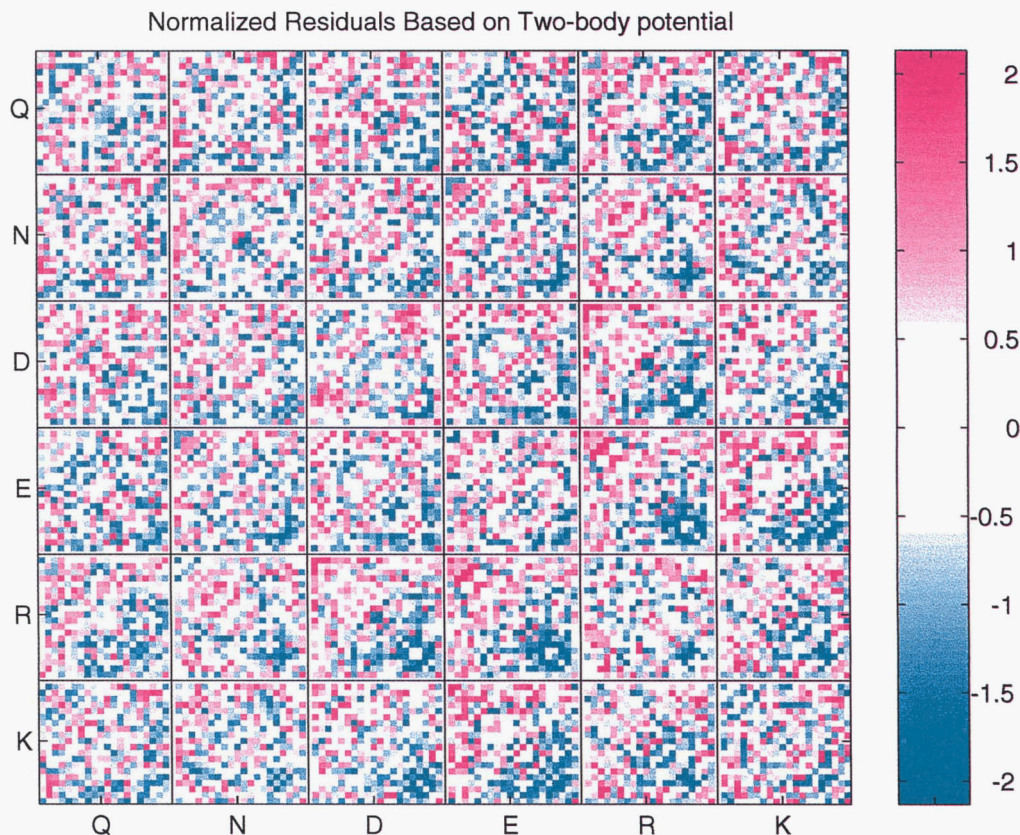 Normalized Residuals Based on Two-body potential
Q
N
D
E
R
K
Q N D E R K
2
1.5
1
0.5
0
-0.5
-1
-1.5
-2